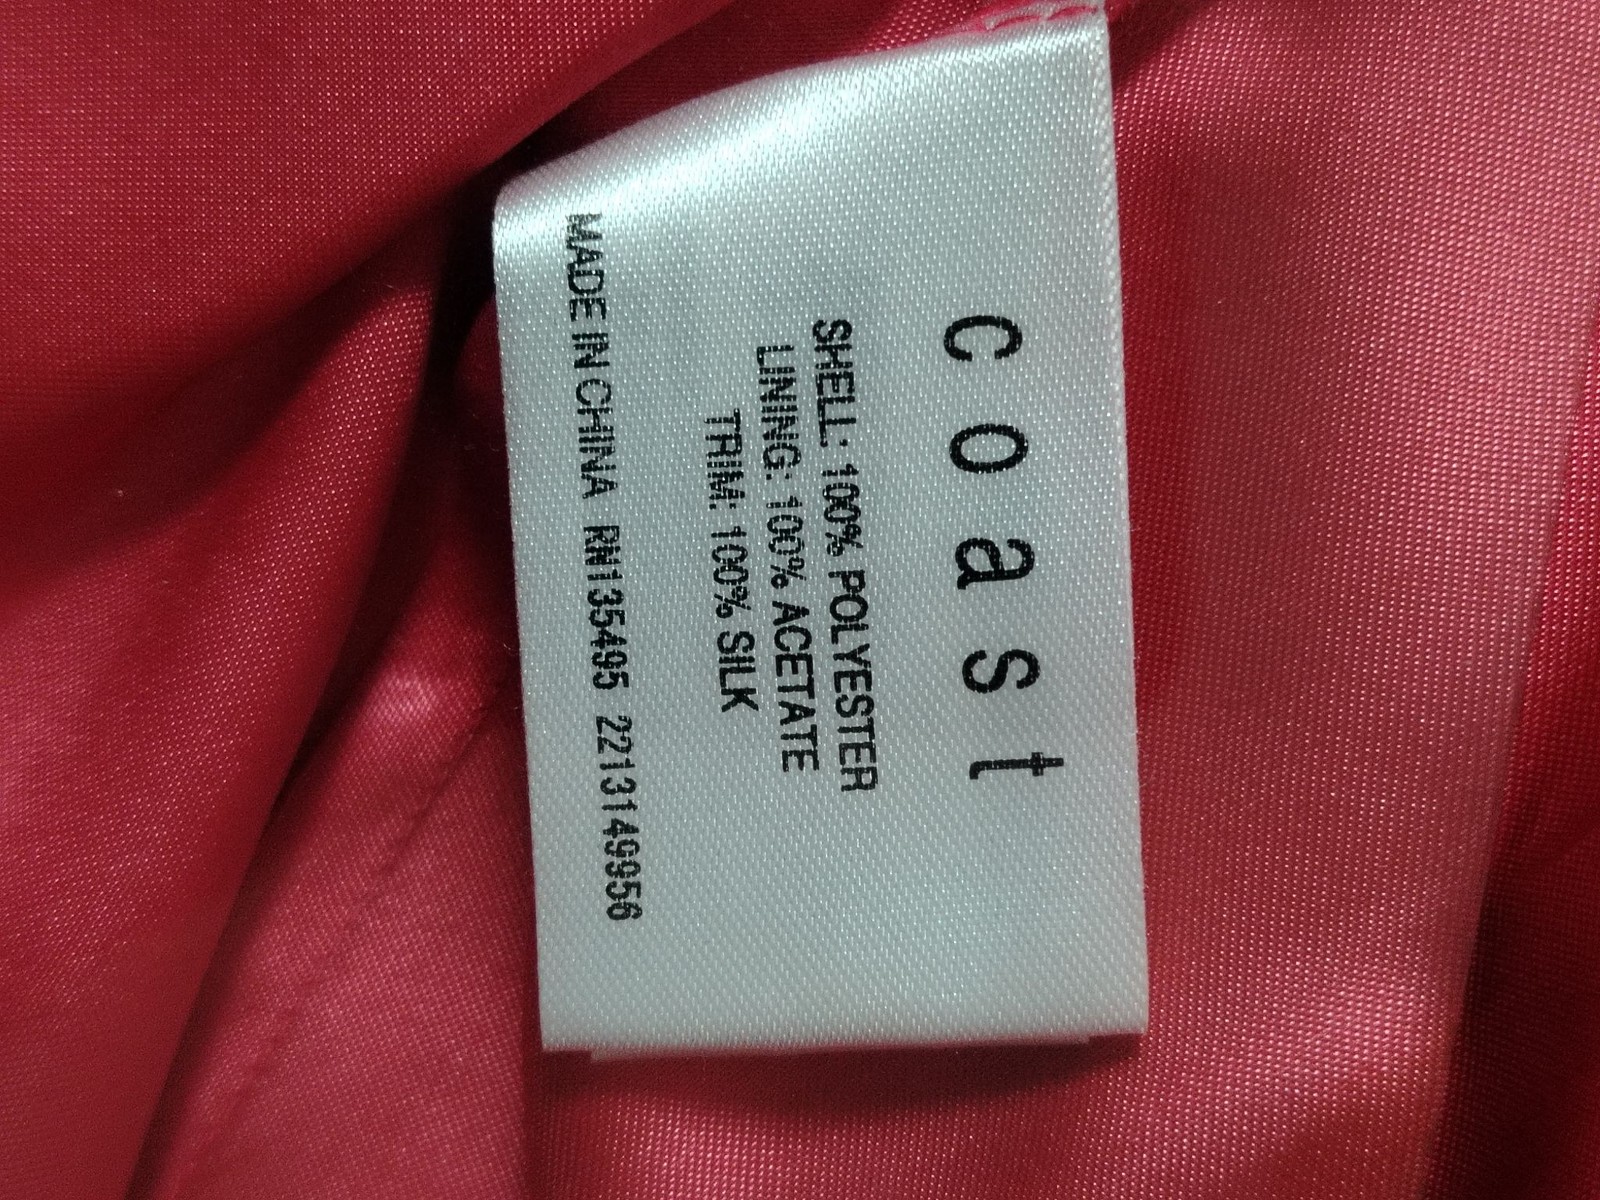 coast
SHELL: 100% POLYESTER
LINING: 100% ACETATE
TRIM: 100% SILK
MADE IN CHINA RN135495 2213149956